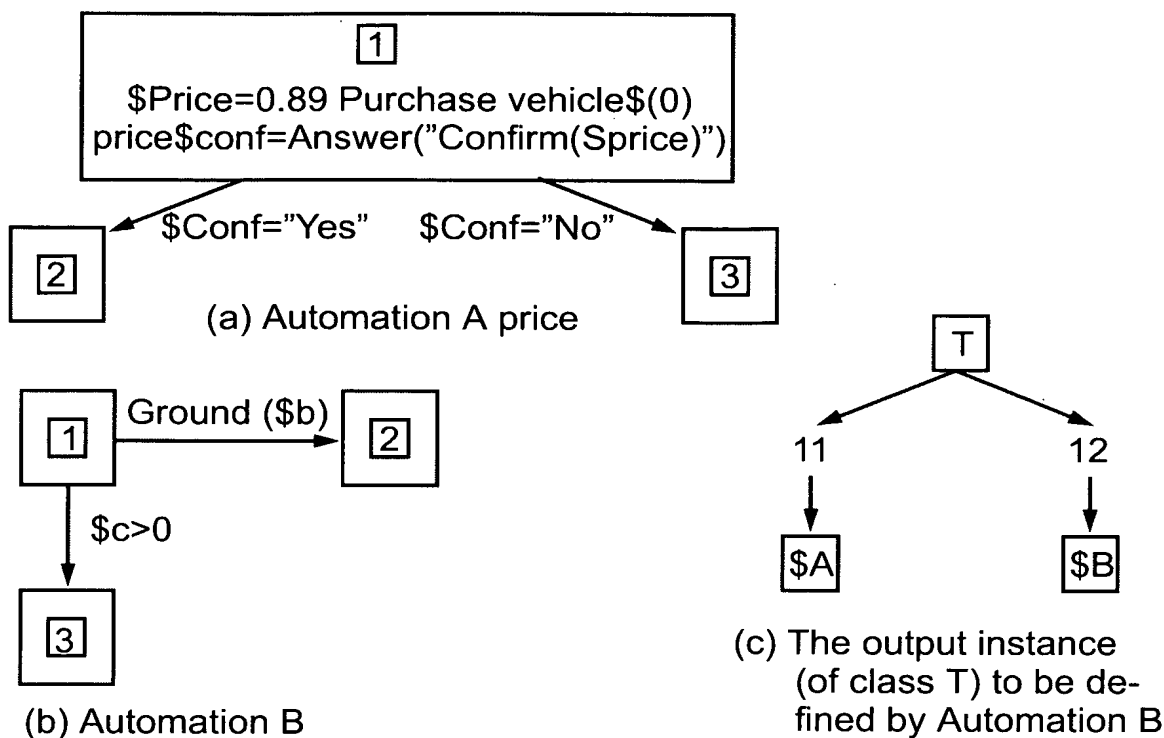 1
$Price=0.89 Purchase vehicle$(0)
price$conf=Answer("Confirm(Sprice)")
$Conf="Yes"
$Conf="No"
2
3
(a) Automation A price
1
Ground ($b)
2
$c>0
3
(b) Automation B
T
11
12
$A
$B
(c) The output instance
(of class T) to be de-
fined by Automation B